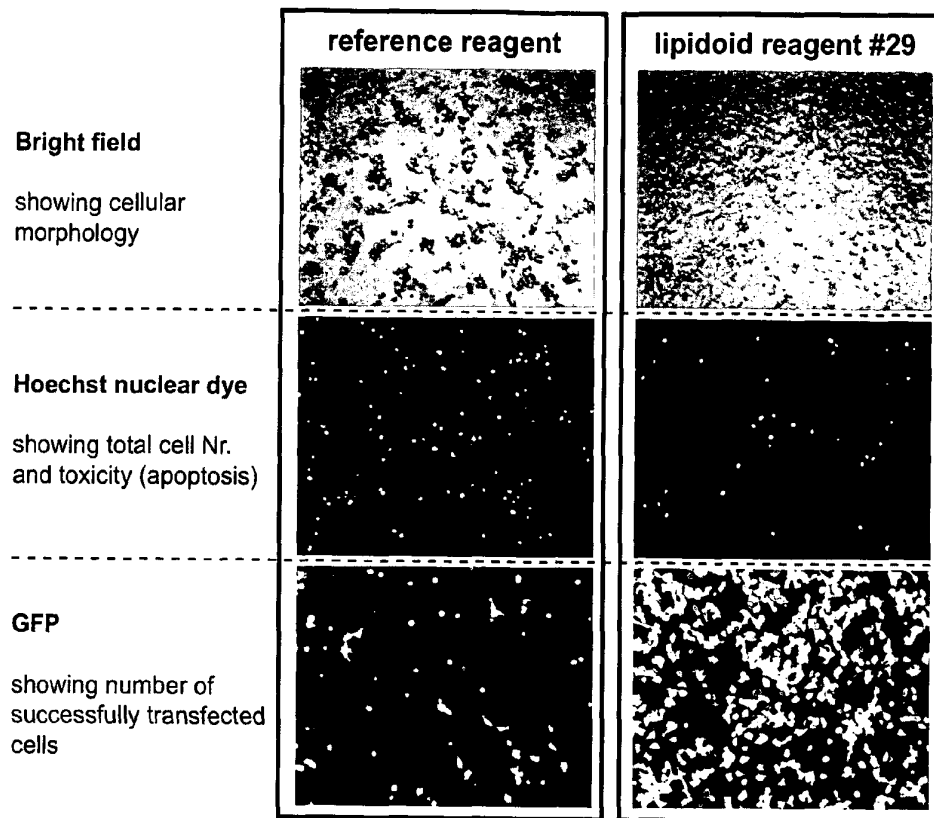 reference reagent
lipidoid reagent #29
Bright field
showing cellular
morphology
Hoechst nuclear dye
showing total cell Nr.
and toxicity (apoptosis)
GFP
showing number of
successfully transfected
cells